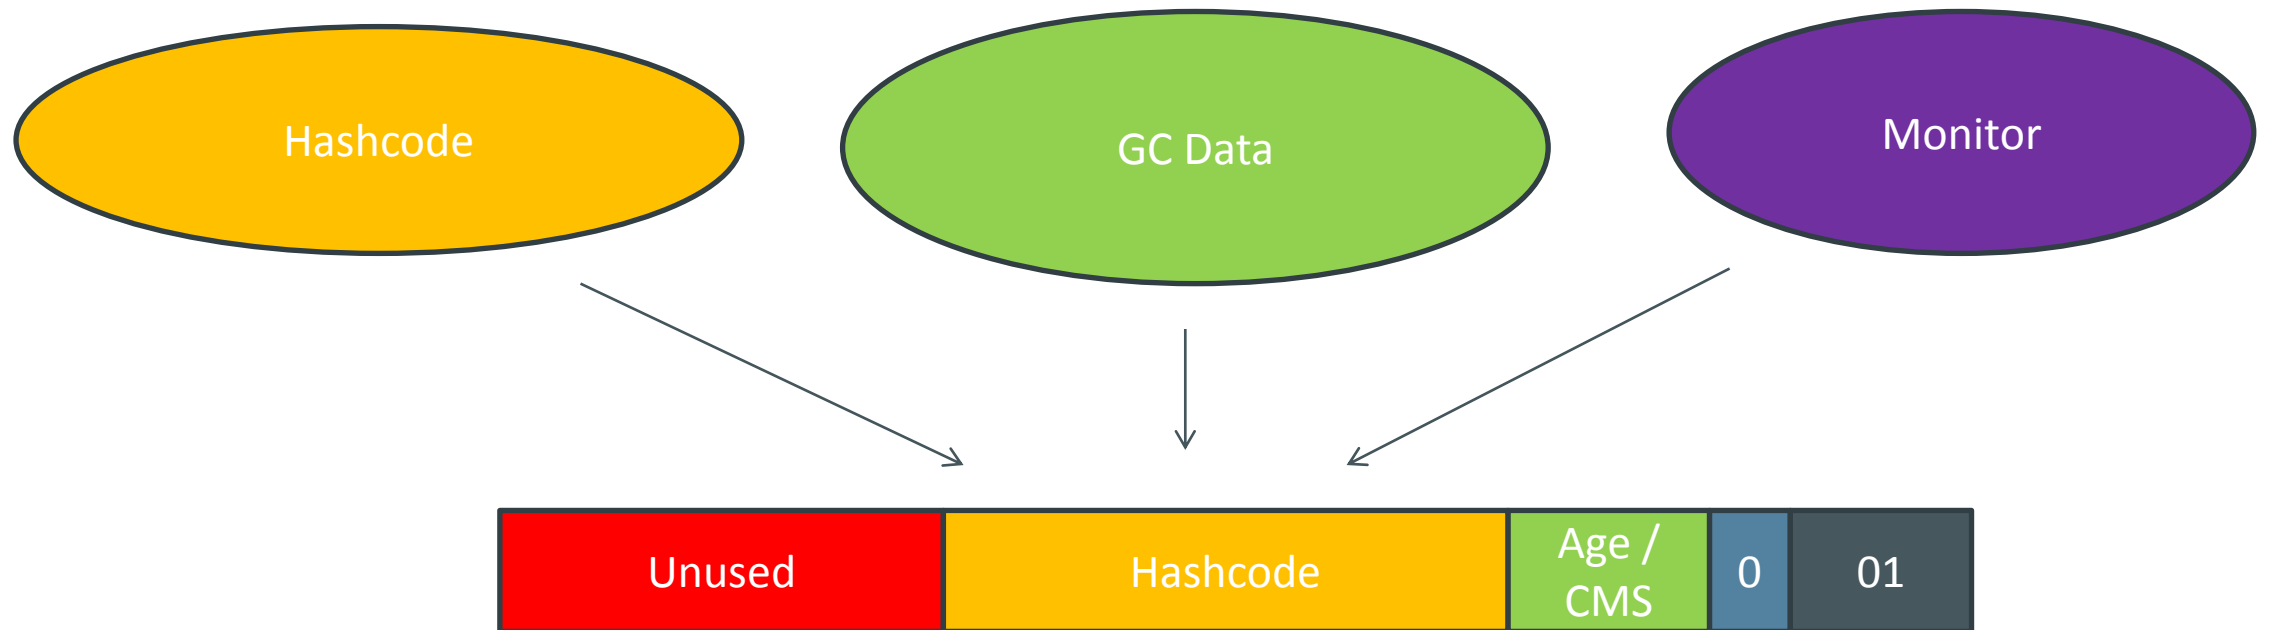 Hashcode
GC Data
Monitor
Unused
Hashcode
Age /
CMS
0
01